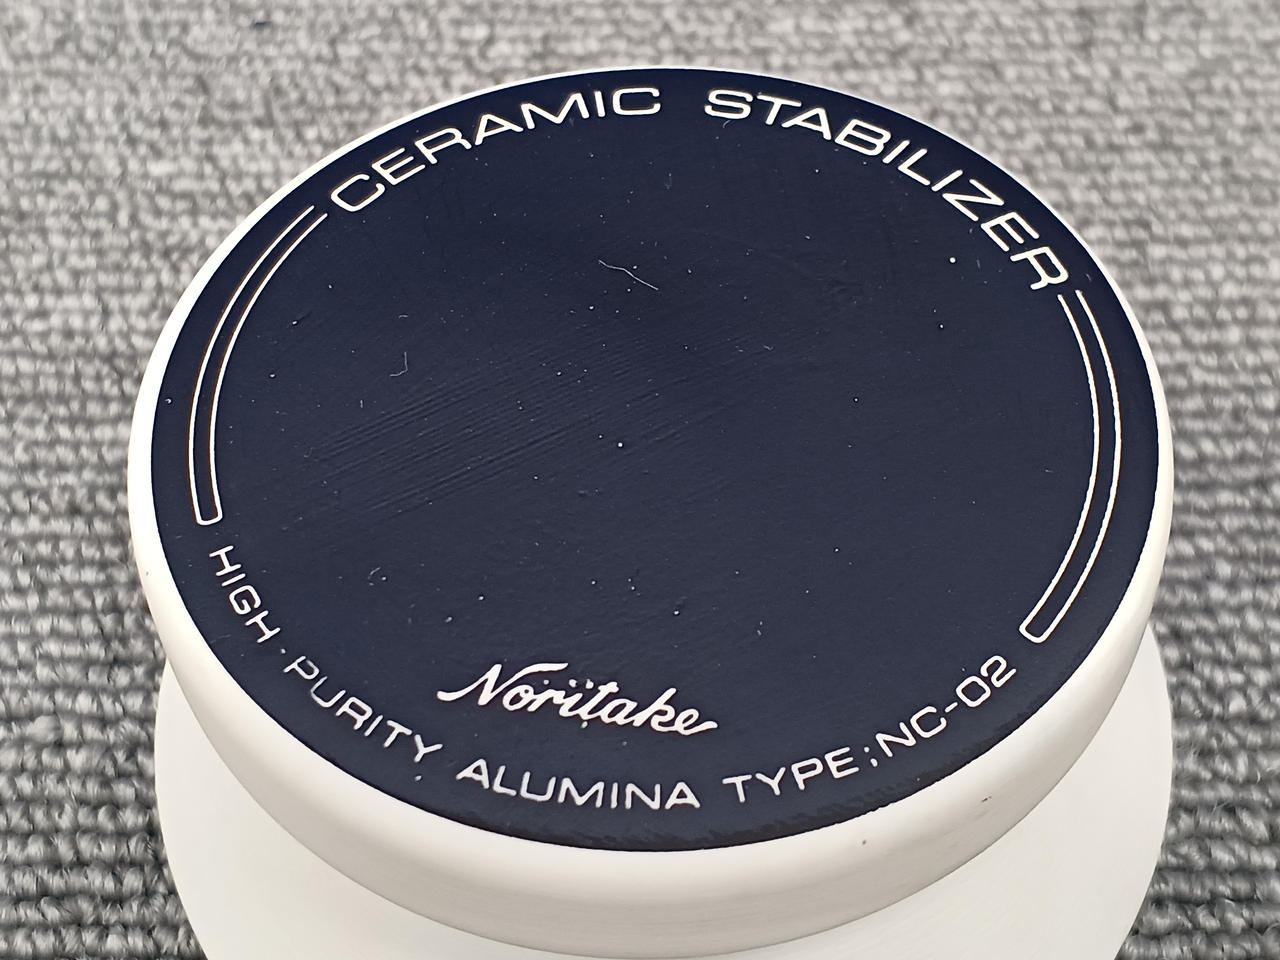 CERAMIC STABILIZER
Noritake
HIGH-PURITY ALUMINA TYPE;NC-02